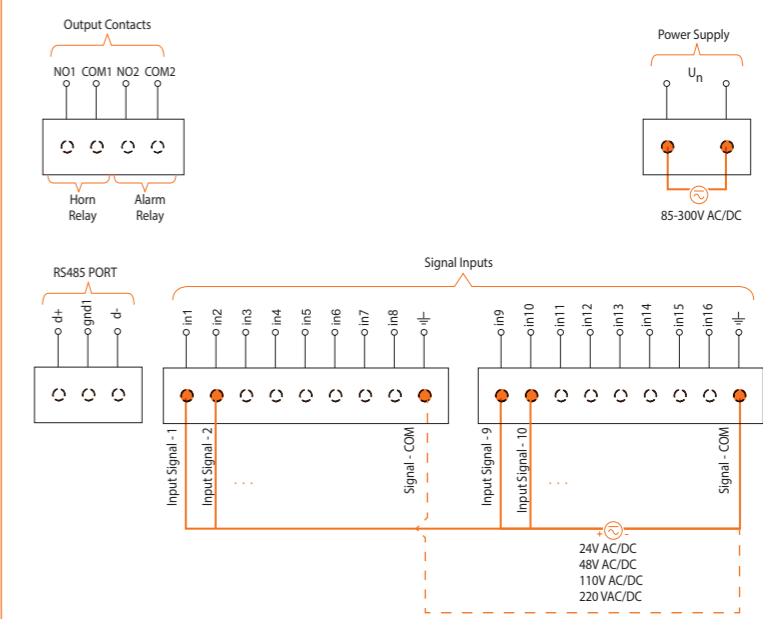 Output Contacts
NO1 COM1 NO2 COM2
Horn Relay
Alarm Relay
Power Supply
Un
85-300V AC/DC
RS485 PORT
d+ gnd1 d-
Signal Inputs
in1 in2 in3 in4 in5 in6 in7 in8
in9 in10 in11 in12 in13 in14 in15 in16
Input Signal - 1
Input Signal - 2
. . .
Signal - COM
Input Signal - 9
Input Signal - 10
. . .
Signal - COM
+ -
24V AC/DC
48V AC/DC
110V AC/DC
220 VAC/DC